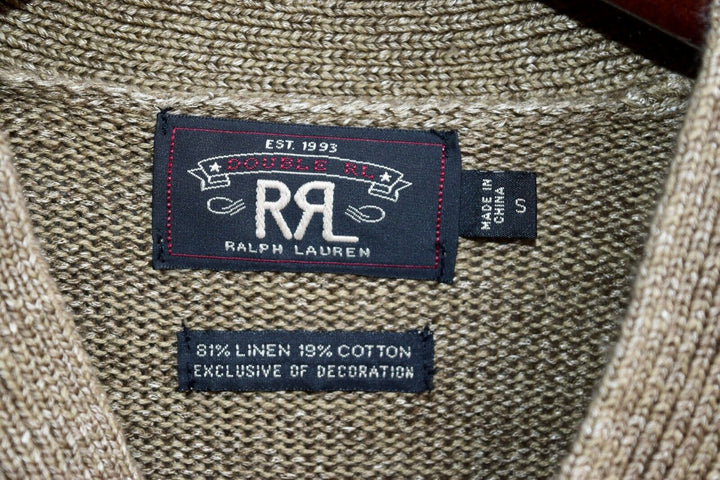 EST. 1993
DOUBLE RL
RRL
RALPH LAUREN
MADE IN
CHINA
S
81% LINEN 19% COTTON
EXCLUSIVE OF DECORATION